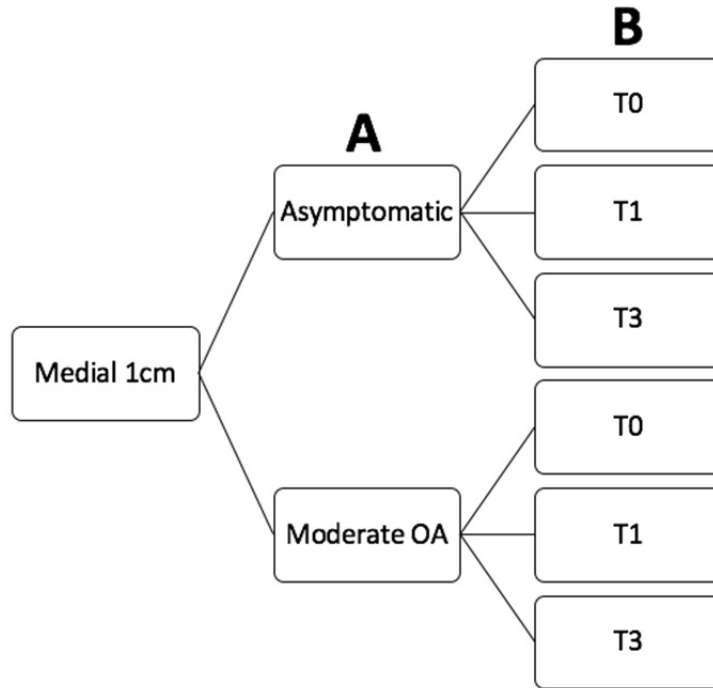 B
A
T0
Asymptomatic
T1
T3
Medial 1cm
T0
Moderate OA
T1
T3